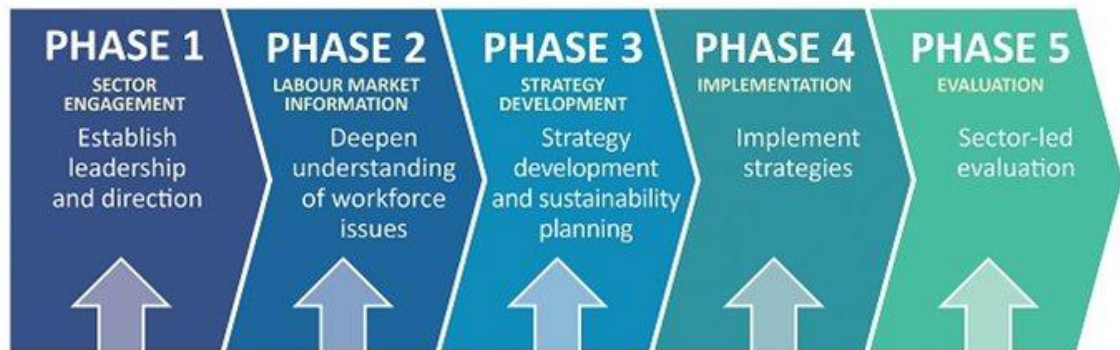 PHASE 1
SECTOR
ENGAGEMENT
Establish
leadership
and direction
PHASE 2
LABOUR MARKET
INFORMATION
Deepen
understanding
of workforce
issues
PHASE 3
STRATEGY
DEVELOPMENT
Strategy
development
and sustainability
planning
PHASE 4
IMPLEMENTATION
Implement
strategies
PHASE 5
EVALUATION
Sector-led
evaluation